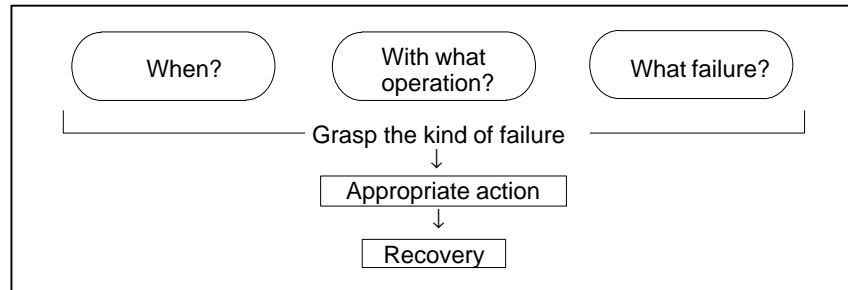 When?
With what
operation?
What failure?
Grasp the kind of failure
↓
Appropriate action
↓
Recovery